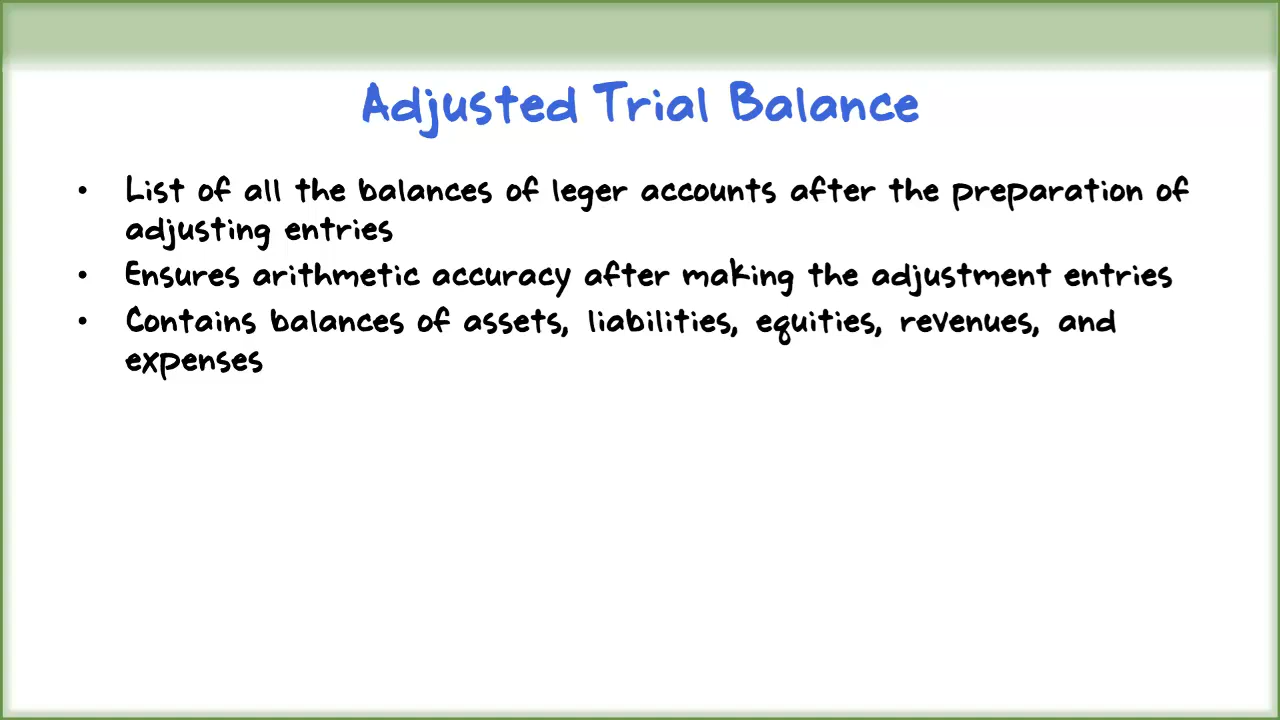 Adjusted Trial Balance
• List of all the balances of leger accounts after the preparation of
adjusting entries
• Ensures arithmetic accuracy after making the adjustment entries
• Contains balances of assets, liabilities, equities, revenues, and
expenses